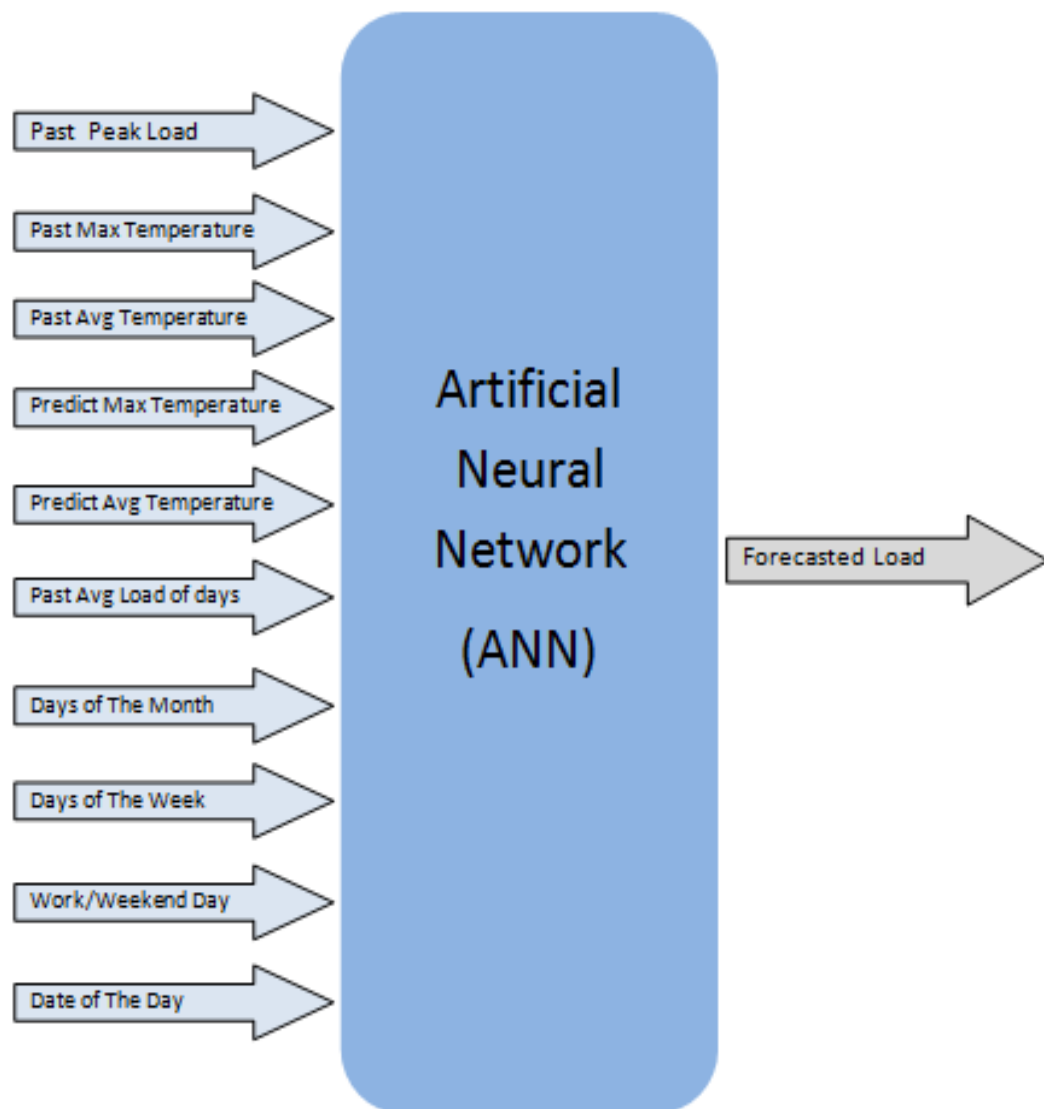 Past Peak Load
Past Max Temperature
Past Avg Temperature
Predict Max Temperature
Predict Avg Temperature
Past Avg Load of days
Days of The Month
Days of The Week
Work/Weekend Day
Date of The Day
Artificial
Neural
Network
(ANN)
Forecasted Load